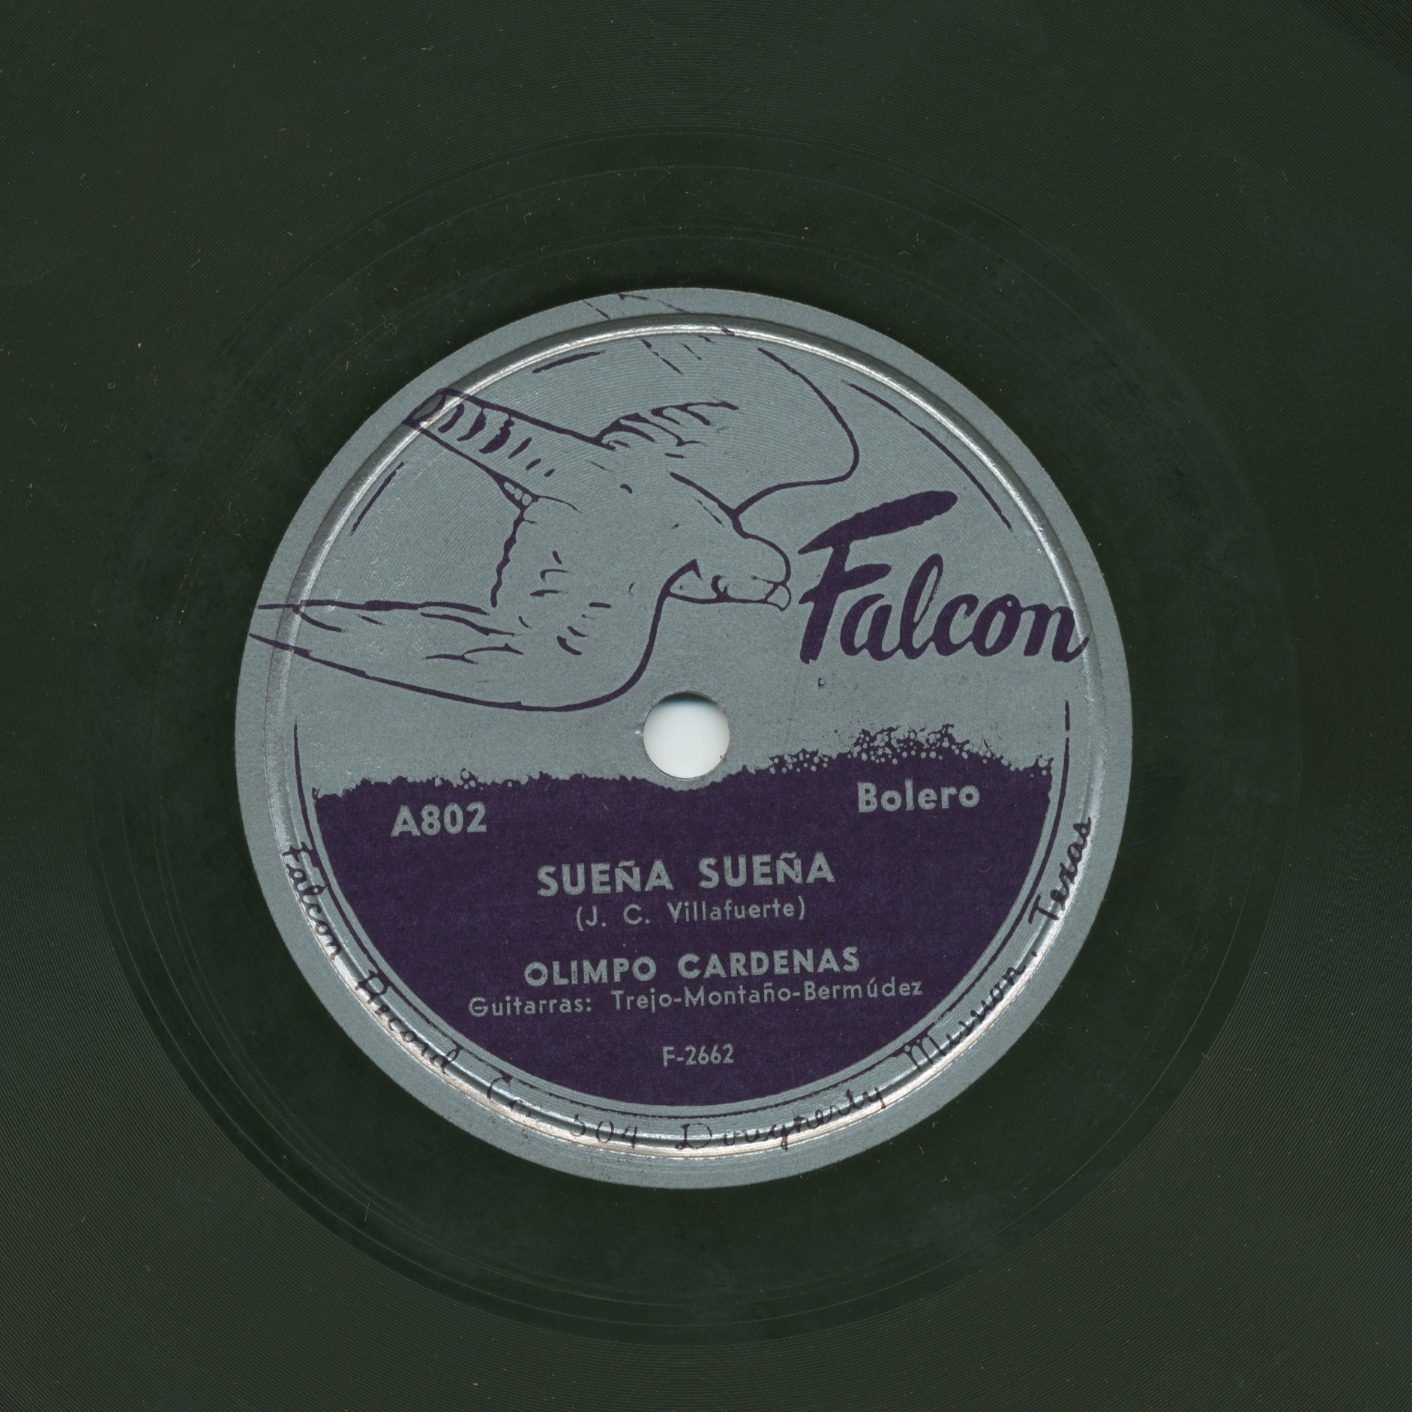 Falcon
A802
Bolero
SUEÑA SUEÑA
(J. C. Villafuerte)
OLIMPO CARDENAS
Guitarras: Trejo-Montaño-Bermúdez
F-2662
Falcon Record Co. 504 Dougherty Mission, Texas